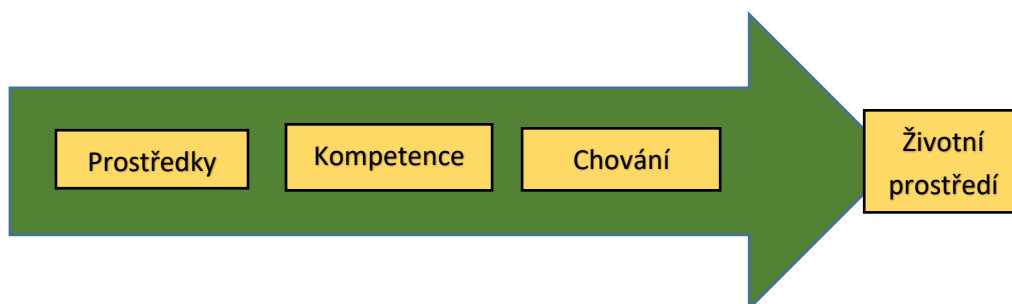 Prostředky
Kompetence
Chování
Životní
prostředí